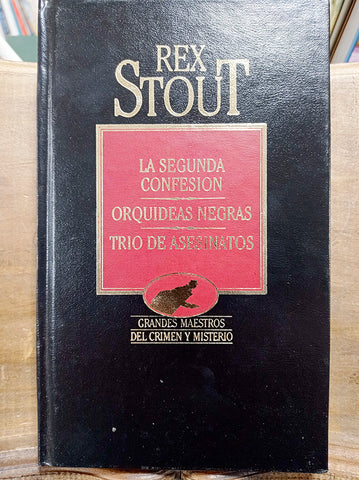 REX
STOUT
LA SEGUNDA
CONFESION
ORQUIDEAS NEGRAS
TRIO DE ASESINATOS
GRANDES MAESTROS
DEL CRIMEN Y MISTERIO